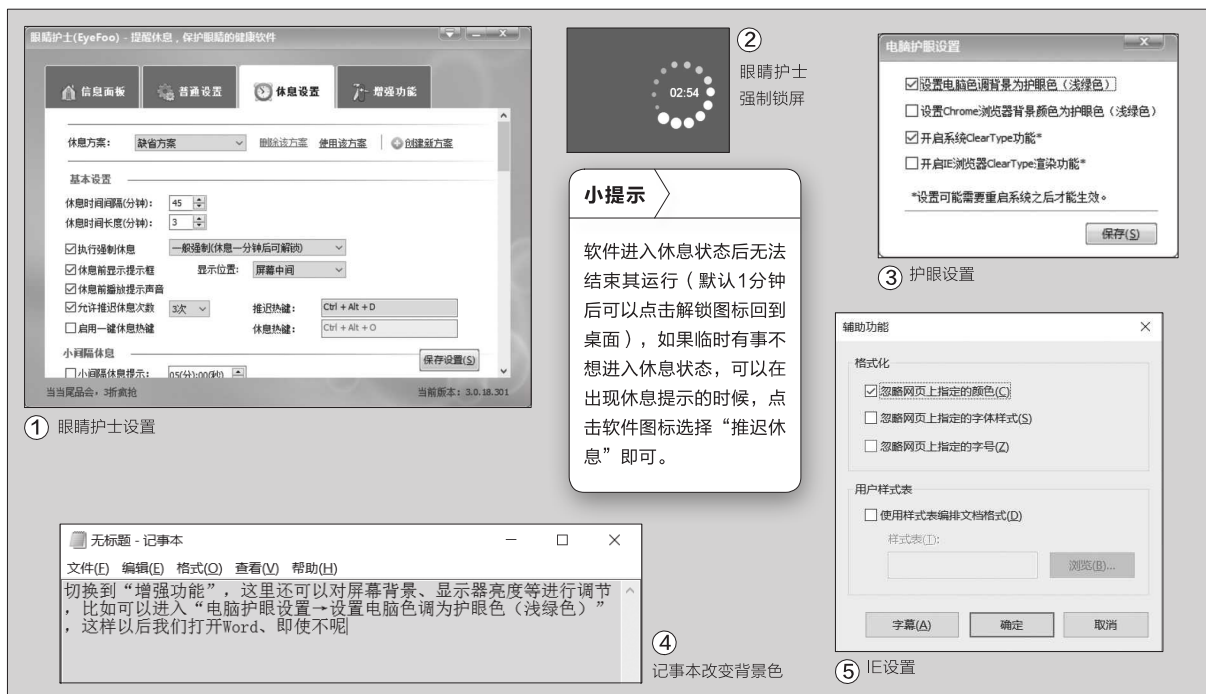 眼睛护士(EyeFoo) - 提醒休息，保护眼睛的健康软件
信息面板 普通设置 休息设置 增强功能
休息方案： 缺省方案 删除该方案 使用该方案 创建新方案
基本设置
休息时间间隔(分钟)： 45
休息时间长度(分钟)： 3
执行强制休息 一般强制(休息一分钟后可解锁)
休息前显示提示框 显示位置： 屏幕中间
休息前播放提示声音
允许推迟休息次数 3次 推迟热键： Ctrl + Alt + D
启用一键休息热键 休息热键： Ctrl + Alt + O
小间隔休息
保存设置(S)
小间隔休息提示： 05(分):00(秒)
当当尾品会，3折疯抢 当前版本：3.0.18.301
① 眼睛护士设置
02:54
②
眼睛护士
强制锁屏
小提示
软件进入休息状态后无法
结束其运行（默认1分钟
后可以点击解锁图标回到
桌面），如果临时有事不
想进入休息状态，可以在
出现休息提示的时候，点
击软件图标选择“推迟休
息”即可。
电脑护眼设置
设置电脑色调背景为护眼色（浅绿色）
设置Chrome浏览器背景颜色为护眼色（浅绿色）
开启系统ClearType功能*
开启IE浏览器ClearType渲染功能*
*设置可能需要重启系统之后才能生效。
保存(S)
③ 护眼设置
无标题 - 记事本
文件(F) 编辑(E) 格式(O) 查看(V) 帮助(H)
切换到“增强功能”，这里还可以对屏幕背景、显示器亮度等进行调节
，比如可以进入“电脑护眼设置→设置电脑色调为护眼色（浅绿色）”
，这样以后我们打开Word、即使不呢
④
记事本改变背景色
辅助功能
格式化
忽略网页上指定的颜色(C)
忽略网页上指定的字体样式(S)
忽略网页上指定的字号(Z)
用户样式表
使用样式表编排文档格式(D)
样式表(T):
浏览(B)...
字幕(A) 确定 取消
⑤ IE设置